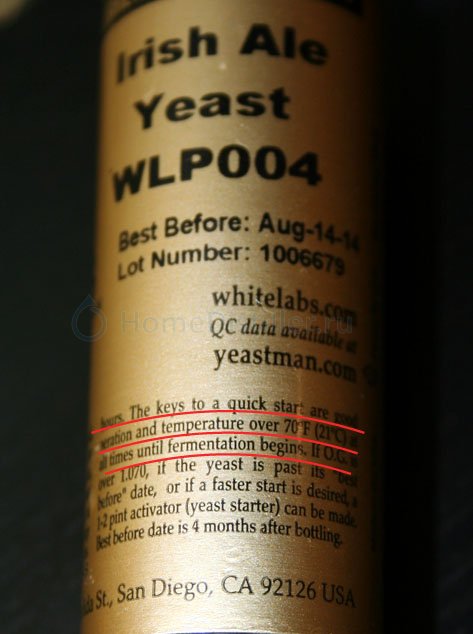 Irish Ale
Yeast
WLP004
Best Before: Aug-14-14
Lot Number: 1006679
whitelabs.com
QC data available at
yeastman.com
hours. The keys to a quick start are good
aeration and temperature over 70°F (21°C) at
all times until fermentation begins. If O.G. is
over 1.070, if the yeast is past its "best
before" date, or if a faster start is desired, a
1-2 pint activator (yeast starter) can be made.
Best before date is 4 months after bottling.
St., San Diego, CA 92126 USA